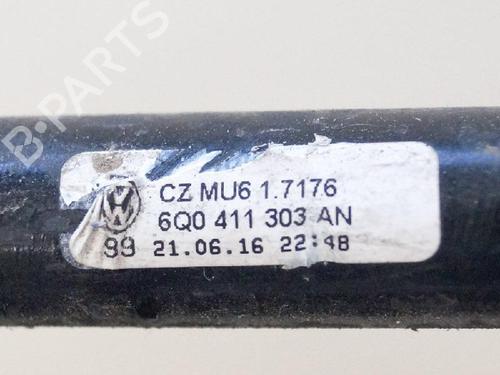 B-PARTS
CZ MU6 1.7176
6Q0 411 303 AN
99 21.06.16 22:48